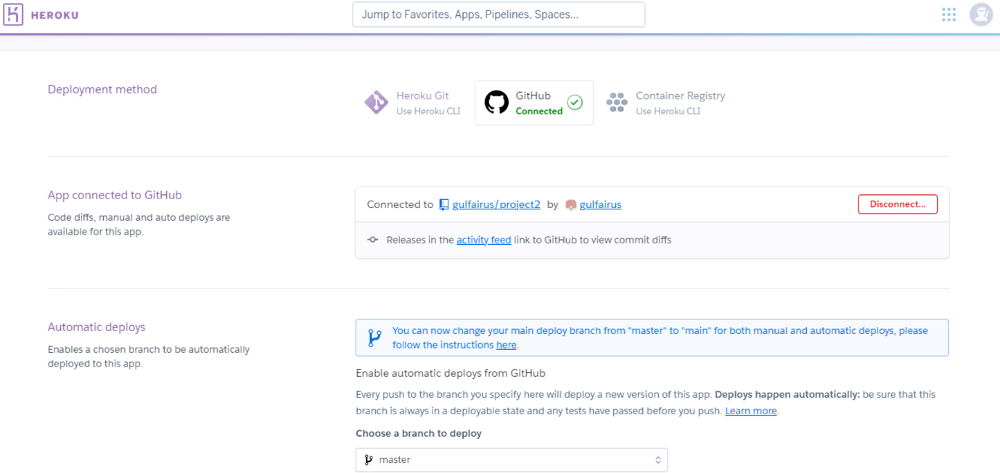 HEROKU
Jump to Favorites, Apps, Pipelines, Spaces...
Deployment method
Heroku Git
Use Heroku CLI
GitHub
Connected
Container Registry
Use Heroku CLI
App connected to GitHub
Code diffs, manual and auto deploys are
available for this app.
Connected to gulfairus/project2 by gulfairus
Disconnect...
Releases in the activity feed link to GitHub to view commit diffs
Automatic deploys
Enables a chosen branch to be automatically
deployed to this app.
You can now change your main deploy branch from "master" to "main" for both manual and automatic deploys, please
follow the instructions here.
Enable automatic deploys from GitHub
Every push to the branch you specify here will deploy a new version of this app. Deploys happen automatically: be sure that this
branch is always in a deployable state and any tests have passed before you push. Learn more.
Choose a branch to deploy
master